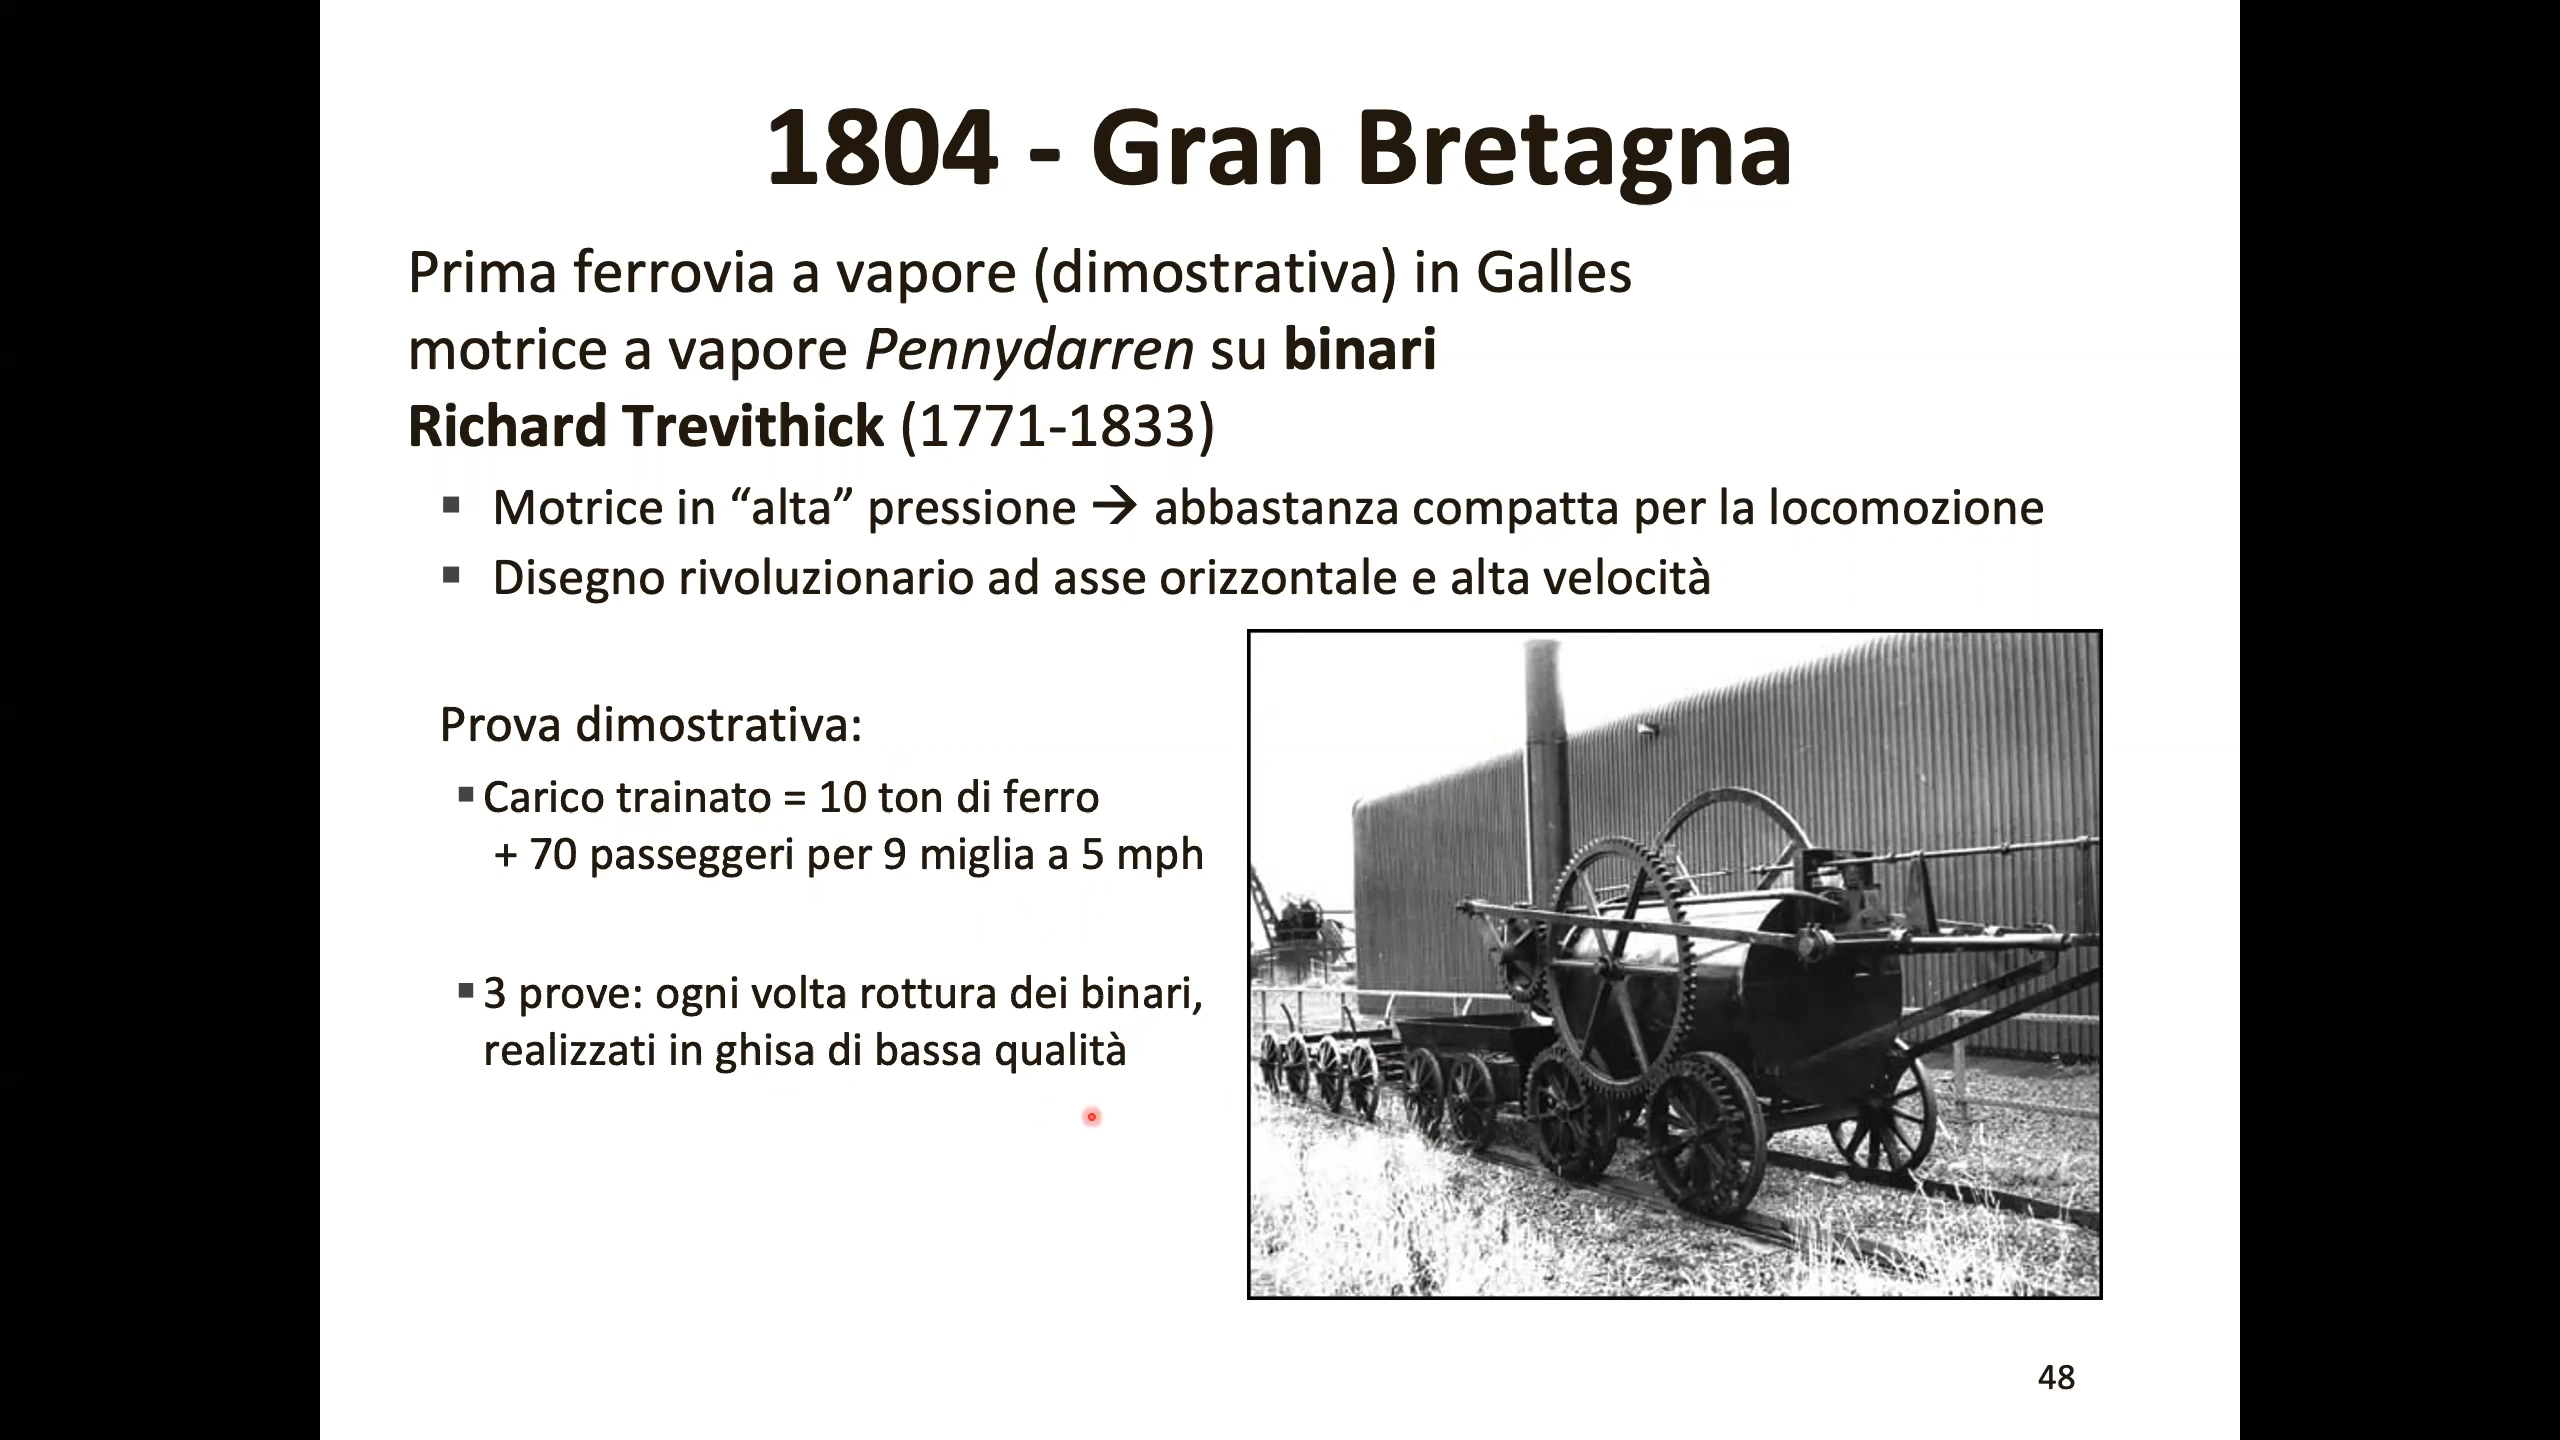 1804 - Gran Bretagna
Prima ferrovia a vapore (dimostrativa) in Galles
motrice a vapore Pennydarren su binari
Richard Trevithick (1771-1833)
▪ Motrice in “alta” pressione → abbastanza compatta per la locomozione
▪ Disegno rivoluzionario ad asse orizzontale e alta velocità
Prova dimostrativa:
▪ Carico trainato = 10 ton di ferro
+ 70 passeggeri per 9 miglia a 5 mph
▪ 3 prove: ogni volta rottura dei binari,
realizzati in ghisa di bassa qualità
48